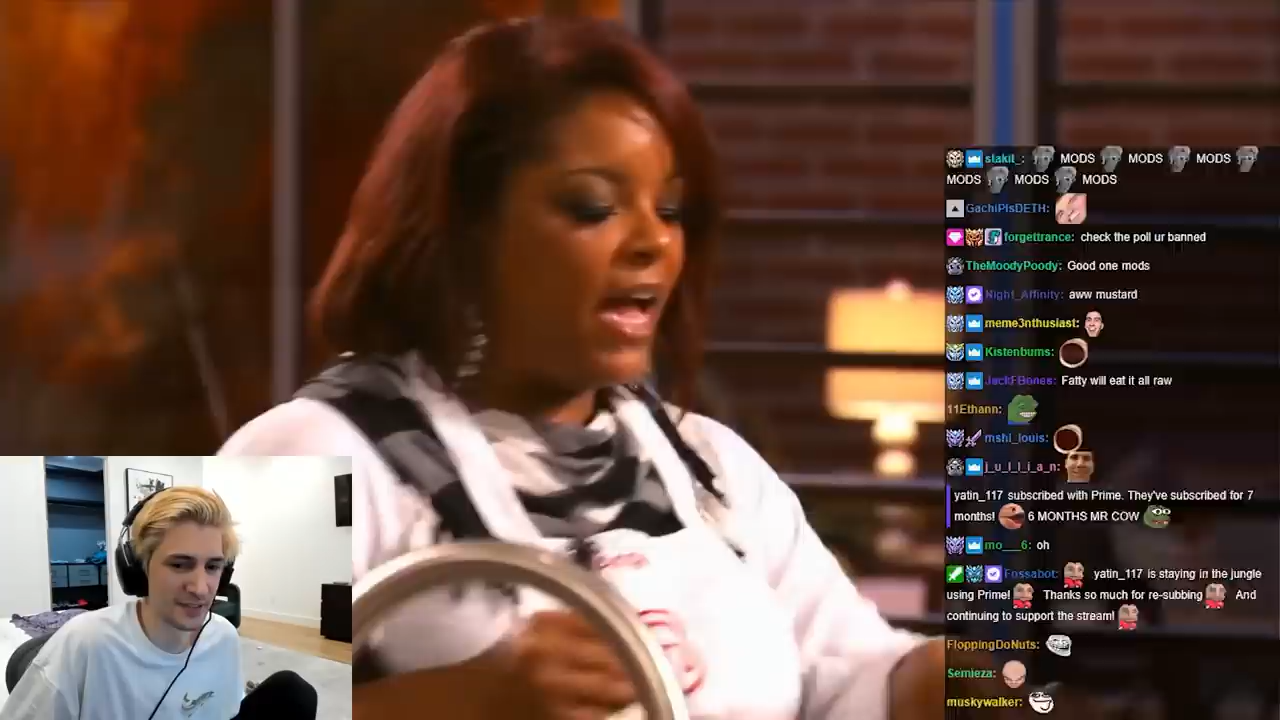 stakil_: MODS MODS MODS
MODS MODS MODS
GachiPlsDETH:
forgettrance: check the poll ur banned
TheMoodyPoody: Good one mods
Night_Affinity: aww mustard
meme3nthusiast:
Kistenbums:
JackFBones: Fatty will eat it all raw
11Ethann:
mshl_louis:
j_u_l_l_i_a_n:
yatin_117 subscribed with Prime. They've subscribed for 7
months! 6 MONTHS MR COW
mo___6: oh
Fossabot: yatin_117 is staying in the jungle
using Prime! Thanks so much for re-subbing And
continuing to support the stream!
FloppingDoNuts:
Semieza:
muskywalker: